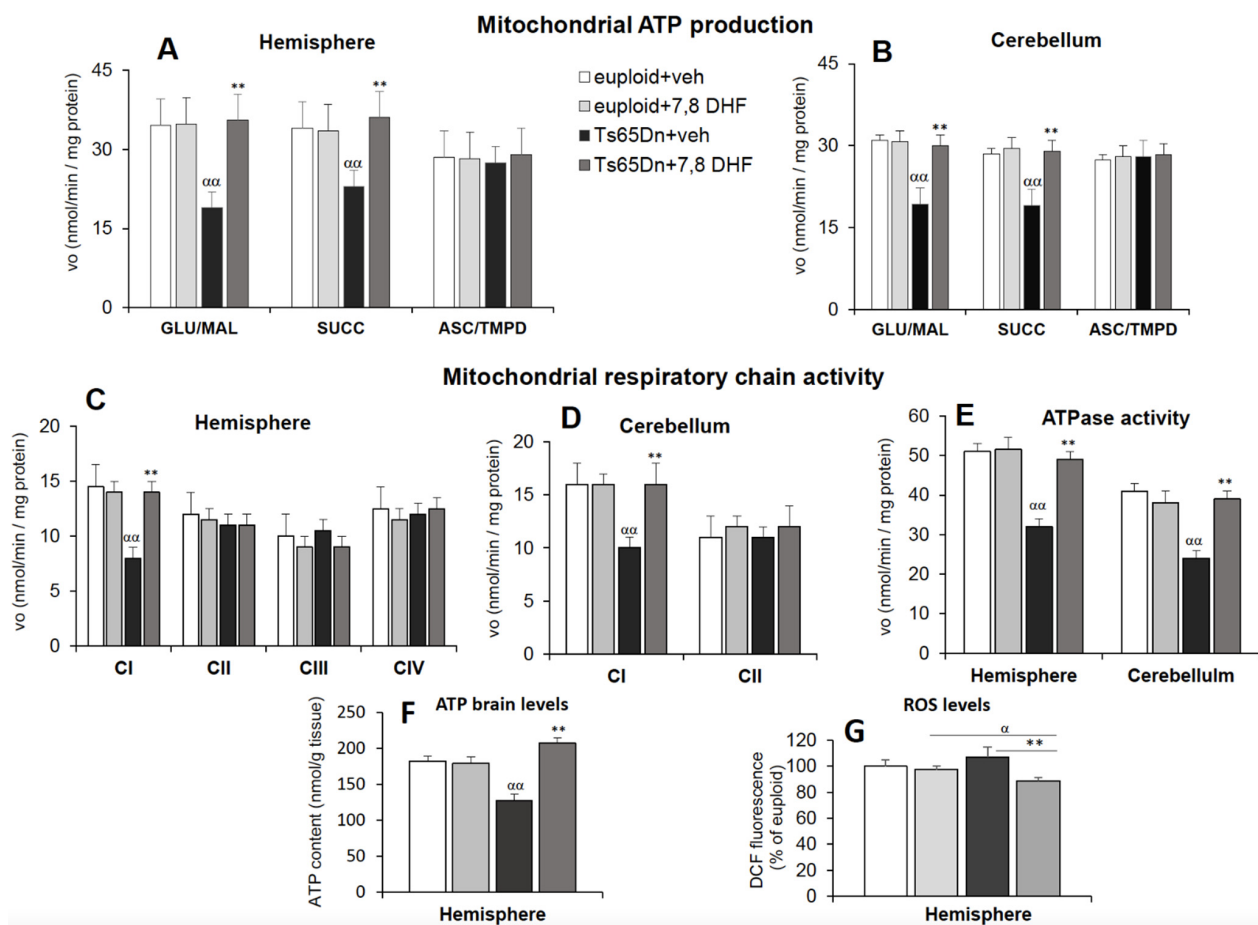 Mitochondrial ATP production
A
Hemisphere
vo (nmol/min / mg protein)
45
30
15
0
αα
**
αα
**
GLU/MAL
SUCC
ASC/TMPD
euploid+veh
euploid+7,8 DHF
Ts65Dn+veh
Ts65Dn+7,8 DHF
B
Cerebellum
vo (nmol/min / mg protein)
45
30
15
0
αα
**
αα
**
GLU/MAL
SUCC
ASC/TMPD
Mitochondrial respiratory chain activity
C
Hemisphere
vo (nmol/min / mg protein)
20
15
10
5
0
αα
**
CI
CII
CIII
CIV
D
Cerebellum
vo (nmol/min / mg protein)
20
16
10
5
0
αα
**
CI
CII
E
ATPase activity
vo (nmol/min / mg protein)
60
50
40
30
20
10
0
αα
**
αα
**
Hemisphere
Cerebellulm
F
ATP brain levels
ATP content (nmol/g tissue)
250
200
150
100
50
0
αα
**
Hemisphere
G
ROS levels
DCF fluorescence
(% of euploid)
120
100
80
60
40
20
0
α
**
Hemisphere